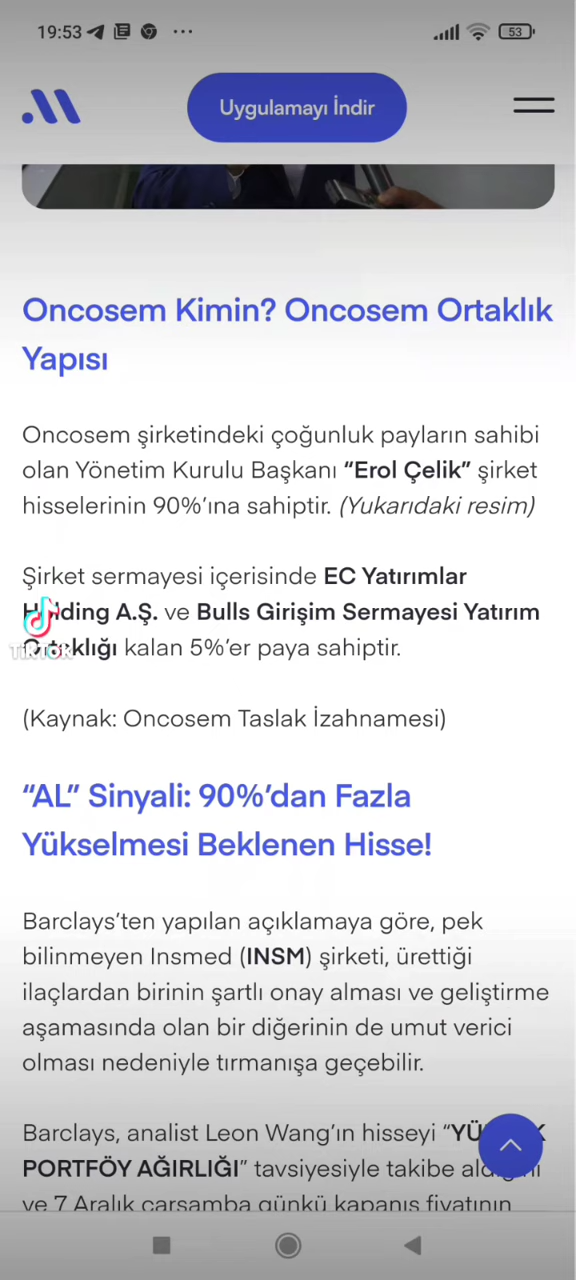 19:53
53
Uygulamayı İndir
Oncosem Kimin? Oncosem Ortaklık
Yapısı
Oncosem şirketindeki çoğunluk payların sahibi
olan Yönetim Kurulu Başkanı “Erol Çelik” şirket
hisselerinin 90%’ına sahiptir. (Yukarıdaki resim)
Şirket sermayesi içerisinde EC Yatırımlar
Holding A.Ş. ve Bulls Girişim Sermayesi Yatırım
TikTok
Ortaklığı kalan 5%’er paya sahiptir.
(Kaynak: Oncosem Taslak İzahnamesi)
“AL” Sinyali: 90%’dan Fazla
Yükselmesi Beklenen Hisse!
Barclays’ten yapılan açıklamaya göre, pek
bilinmeyen Insmed (INSM) şirketi, ürettiği
ilaçlardan birinin şartlı onay alması ve geliştirme
aşamasında olan bir diğerinin de umut verici
olması nedeniyle tırmanışa geçebilir.
Barclays, analist Leon Wang’ın hisseyi “
PORTFÖY AĞIRLIĞI” tavsiyesiyle takibe
ve 7 Aralık çarşamba günkü kapanış fiyatının